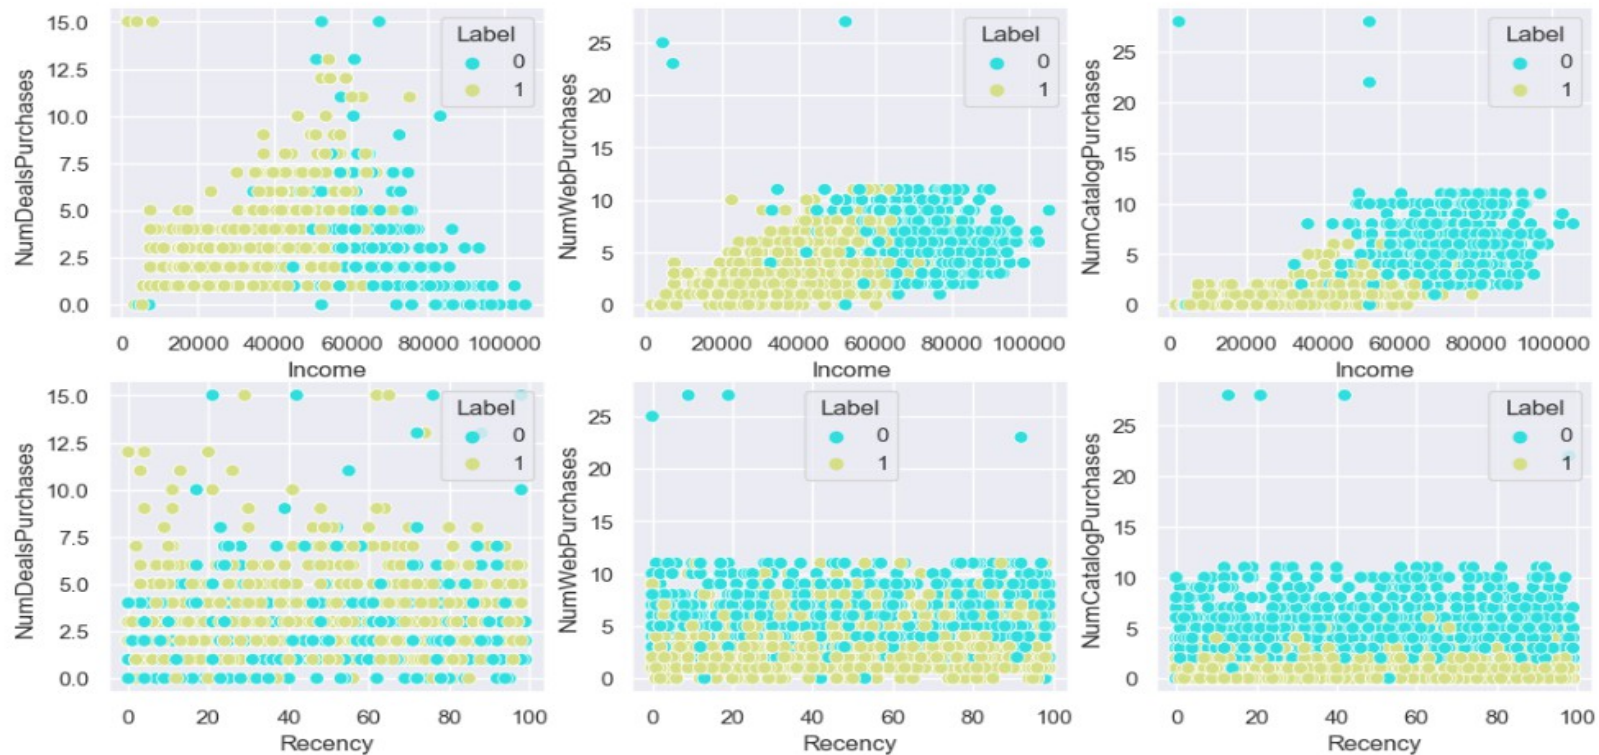 NumDealsPurchases
15.0
12.5
10.0
7.5
5.0
2.5
0.0
0 20000 40000 60000 80000 100000
Income
Label
0
1
NumWebPurchases
25
20
15
10
5
0
0 20000 40000 60000 80000 100000
Income
Label
0
1
NumCatalogPurchases
25
20
15
10
5
0
0 20000 40000 60000 80000 100000
Income
Label
0
1
NumDealsPurchases
15.0
12.5
10.0
7.5
5.0
2.5
0.0
0 20 40 60 80 100
Recency
Label
0
1
NumWebPurchases
25
20
15
10
5
0
0 20 40 60 80 100
Recency
Label
0
1
NumCatalogPurchases
25
20
15
10
5
0
0 20 40 60 80 100
Recency
Label
0
1